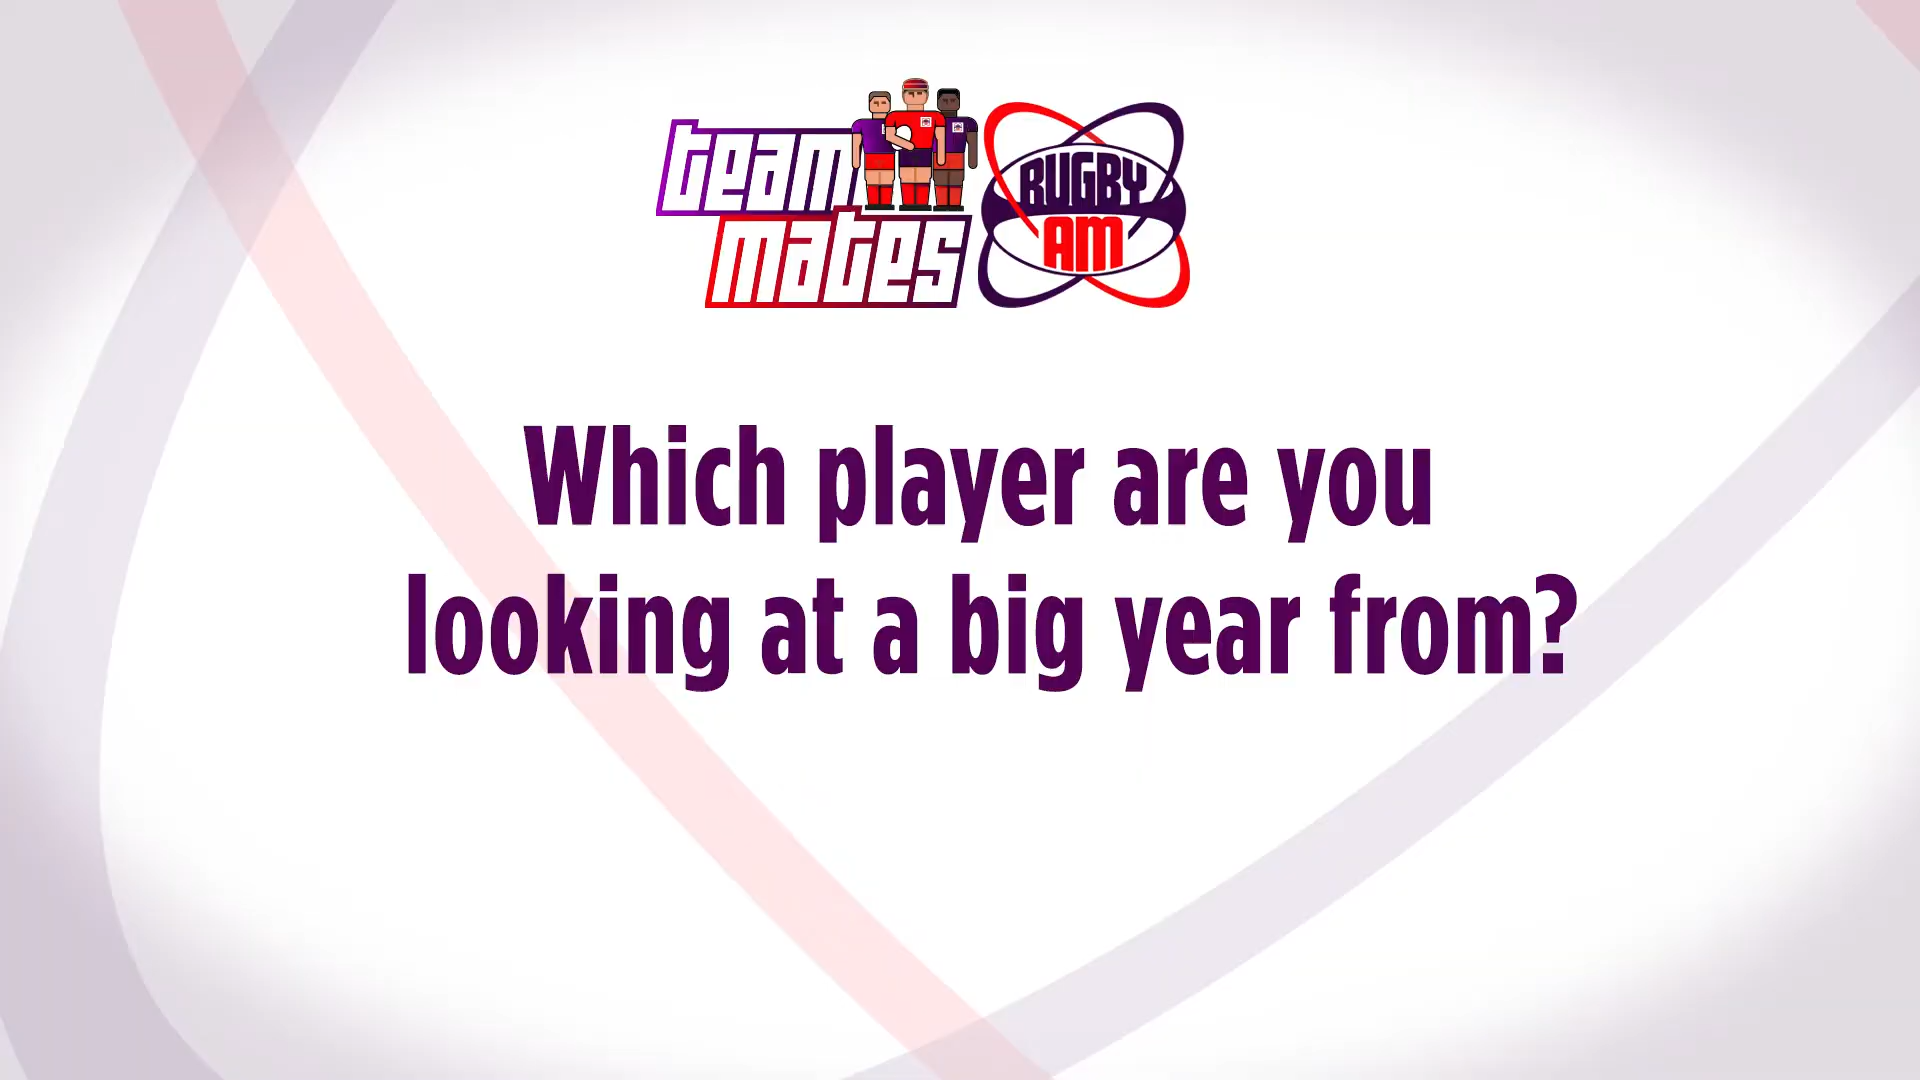 team
mates
RUGBY
AM
Which player are you
looking at a big year from?